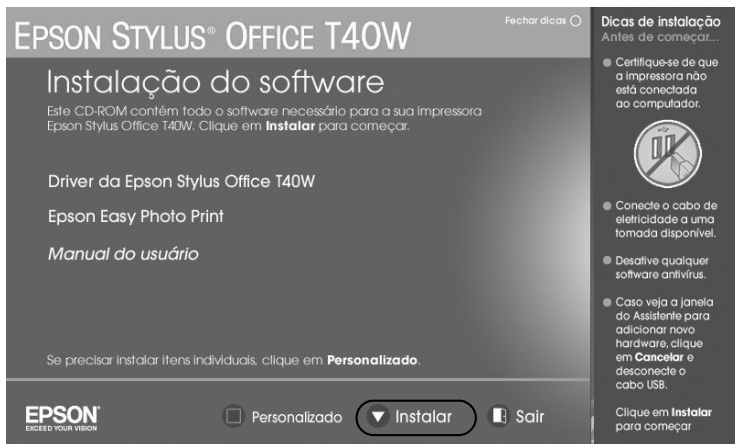 EPSON STYLUS® OFFICE T40W
Fechar dicas
Instalação do software
Este CD-ROM contém todo o software necessário para a sua impressora
Epson Stylus Office T40W. Clique em Instalar para começar.
Driver da Epson Stylus Office T40W
Epson Easy Photo Print
Manual do usuário
Se precisar instalar itens individuais, clique em Personalizado.
EPSON®
EXCEED YOUR VISION
Personalizado
Instalar
Sair
Dicas de instalação
Antes de começar...
Certifique-se de que
a impressora não
está conectada
ao computador.
Conecte o cabo de
eletricidade a uma
tomada disponível.
Desative qualquer
software antivírus.
Caso veja a janela
do Assistente para
adicionar novo
hardware, clique
em Cancelar e
desconecte o
cabo USB.
Clique em Instalar
para começar